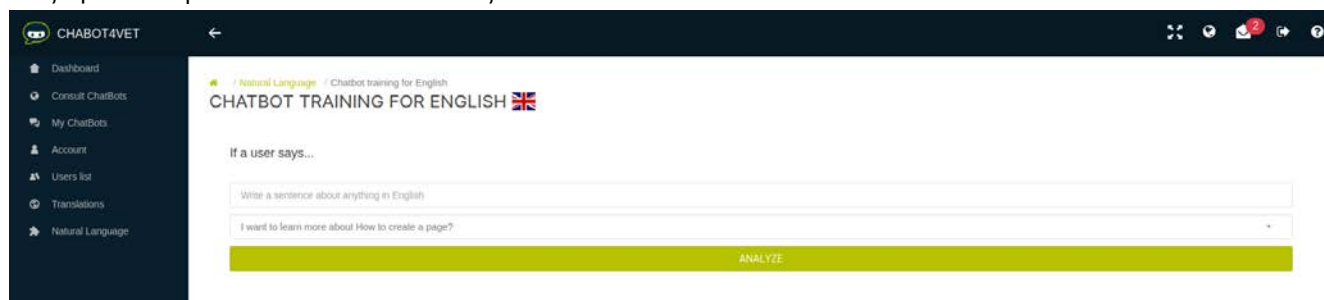 CHABOT4VET
2
Dashboard
Consult ChatBots
My ChatBots
Account
Users list
Translations
Natural Language
/ Natural Language / Chatbot training for English
CHATBOT TRAINING FOR ENGLISH
If a user says...
Write a sentence about anything in English
I want to learn more about How to create a page?
ANALYZE